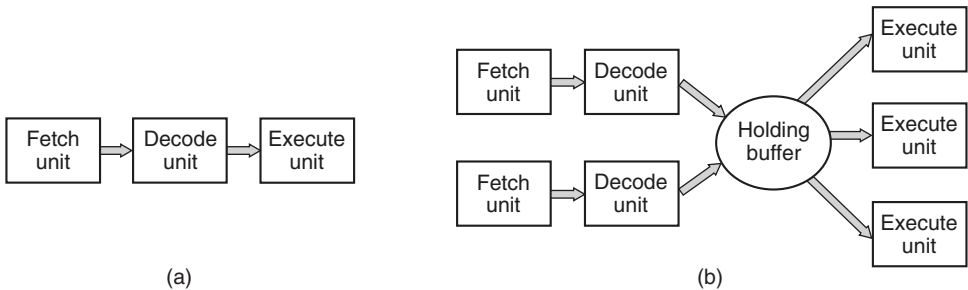 Fetch
unit
Decode
unit
Execute
unit
(a)
Fetch
unit
Decode
unit
Fetch
unit
Decode
unit
Holding
buffer
Execute
unit
Execute
unit
Execute
unit
(b)